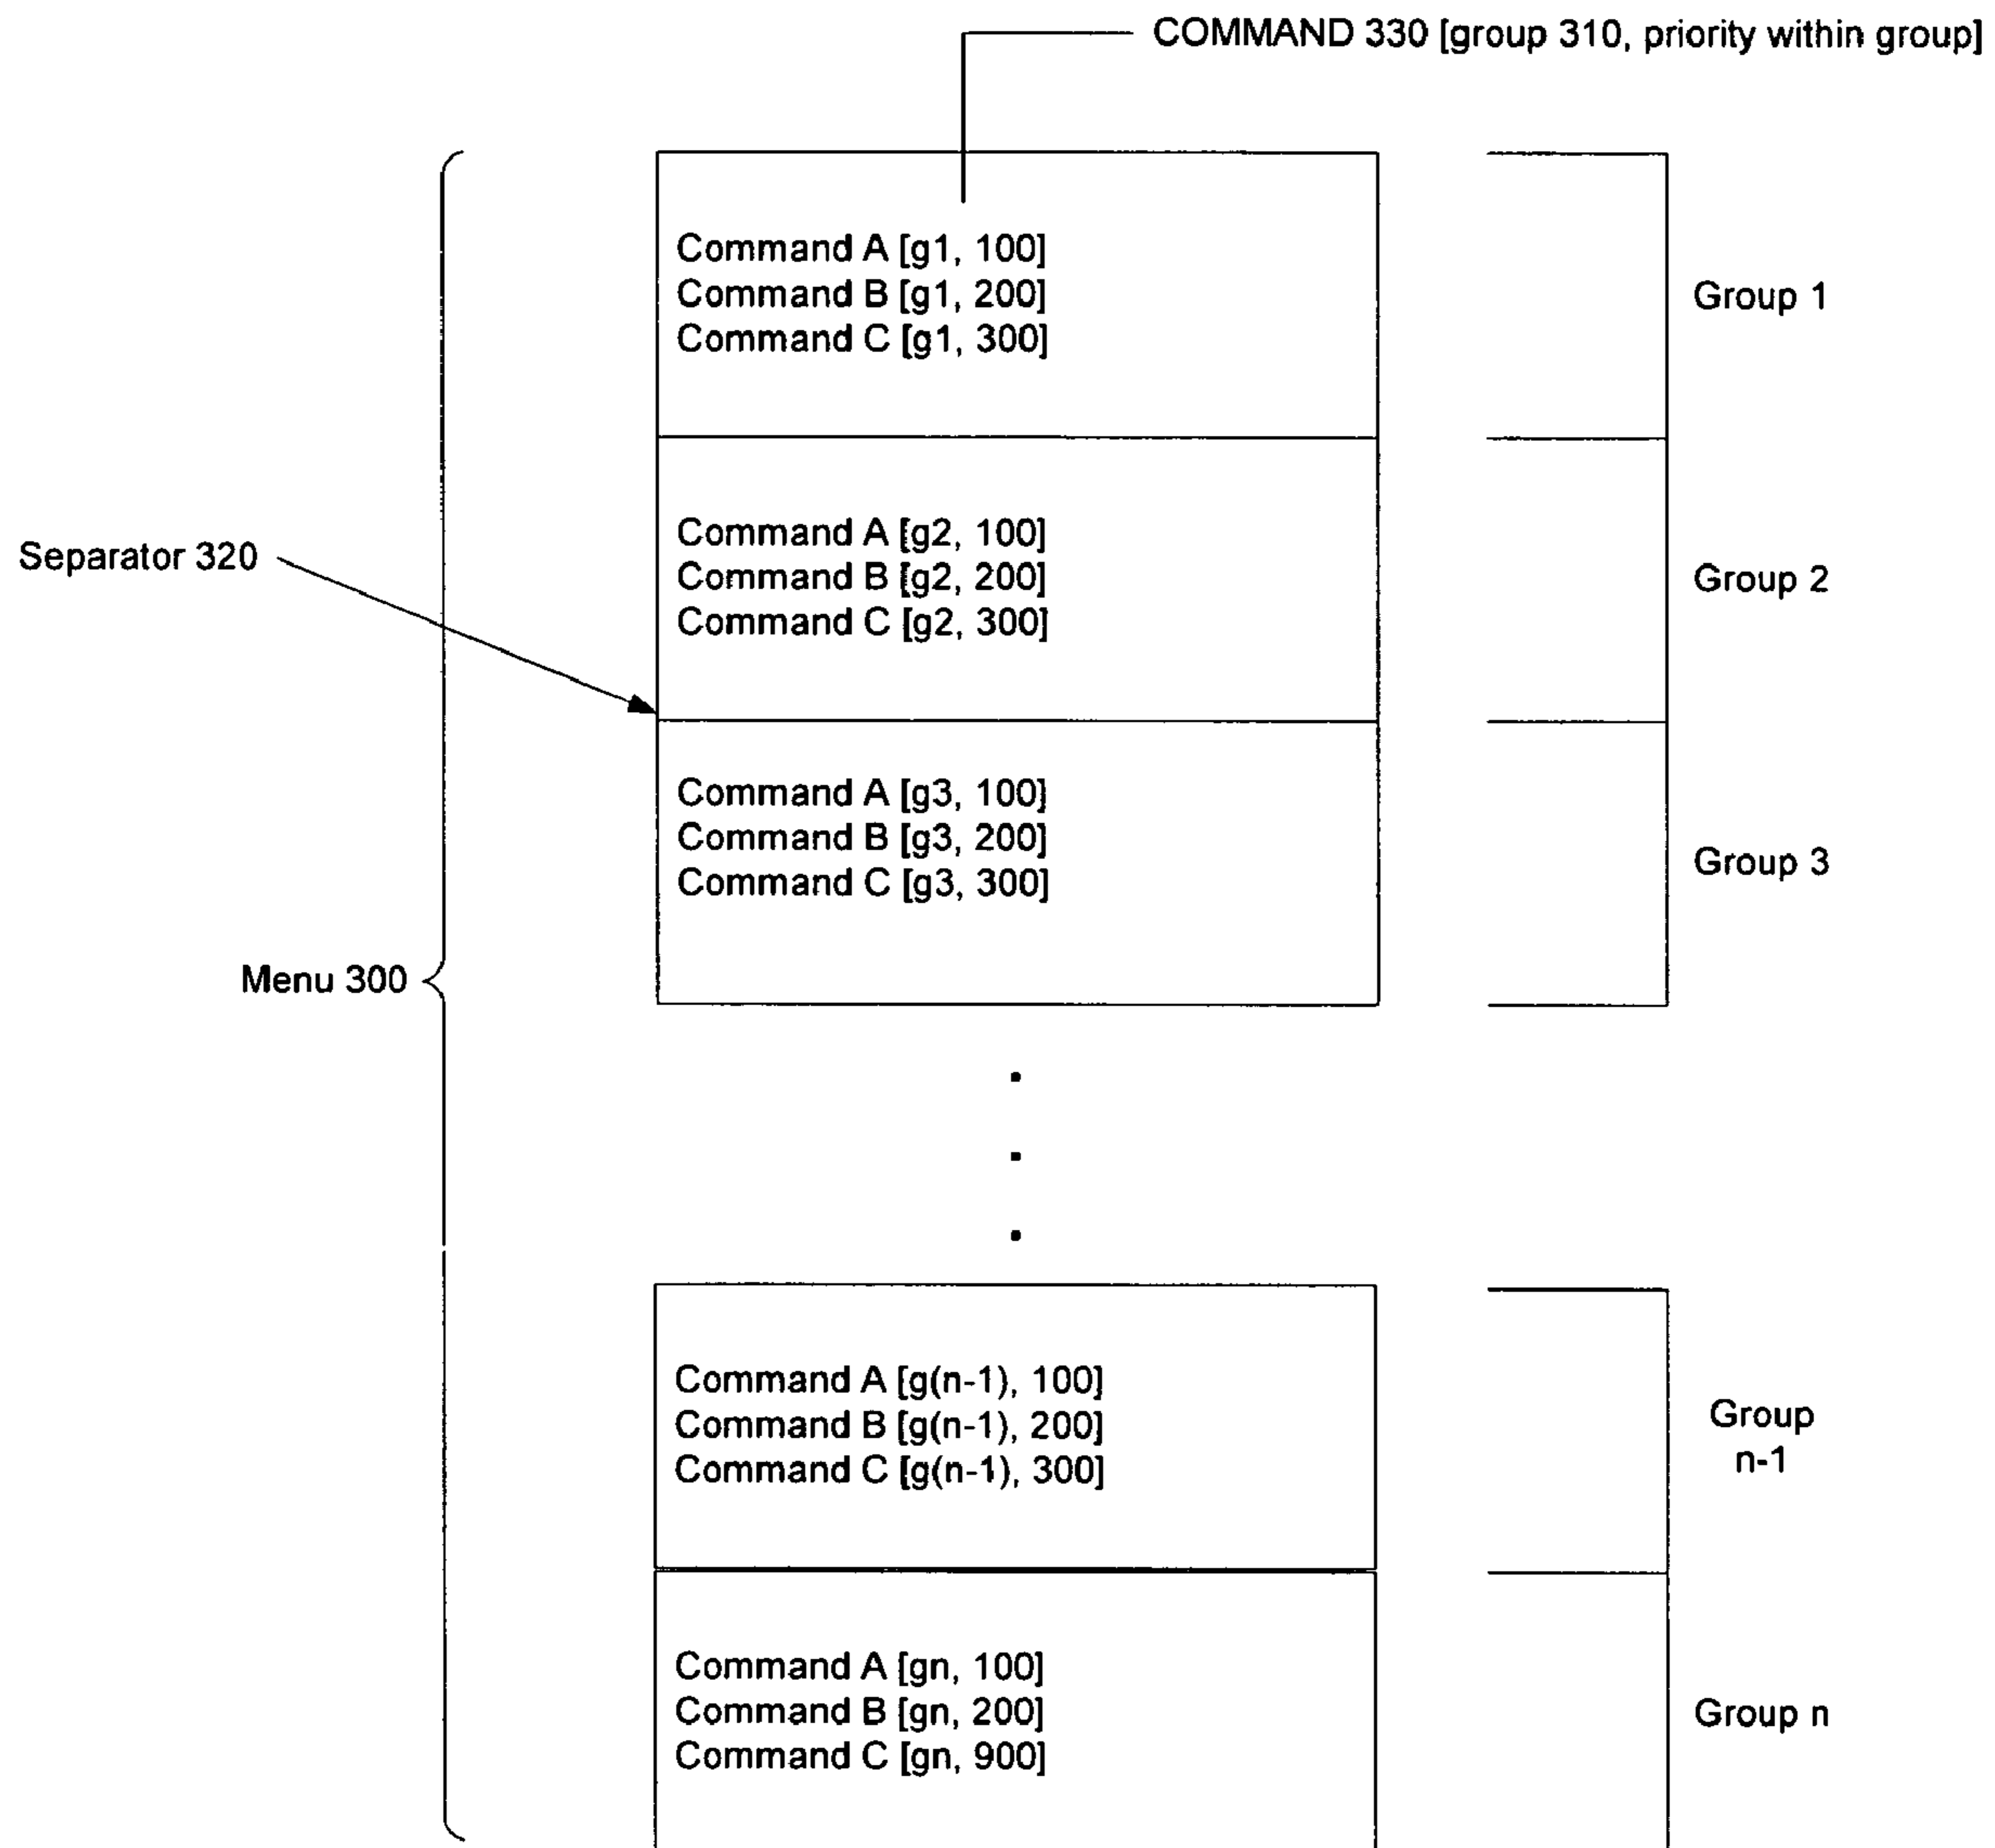 COMMAND 330 [group 310, priority within group]
Command A [g1, 100]
Command B [g1, 200]
Command C [g1, 300]
Group 1
Separator 320
Command A [g2, 100]
Command B [g2, 200]
Command C [g2, 300]
Group 2
Command A [g3, 100]
Command B [g3, 200]
Command C [g3, 300]
Group 3
Menu 300
Command A [g(n-1), 100]
Command B [g(n-1), 200]
Command C [g(n-1), 300]
Group
n-1
Command A [gn, 100]
Command B [gn, 200]
Command C [gn, 900]
Group n